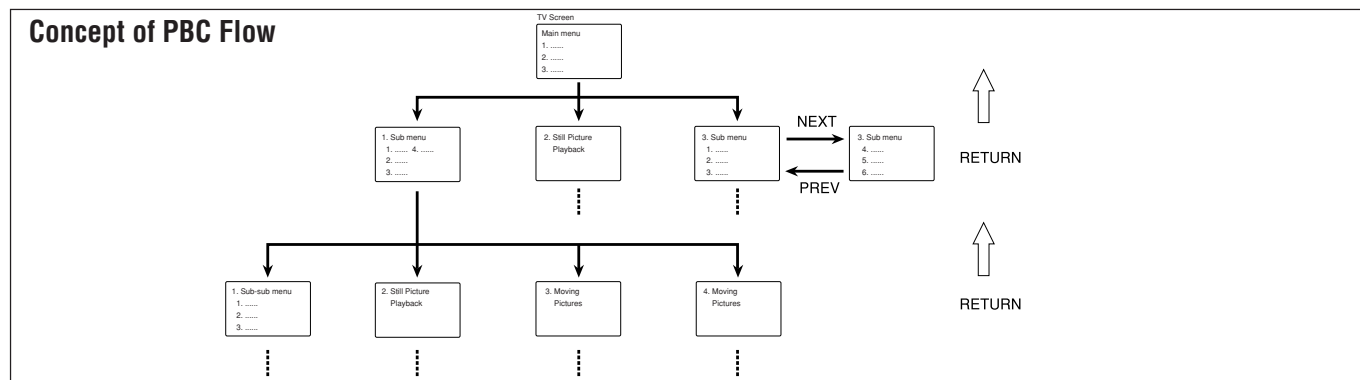 Concept of PBC Flow
TV Screen
Main menu
1. ......
2. ......
3. ......
1. Sub menu
1. ...... 4. ......
2. ......
3. ......
2. Still Picture
Playback
3. Sub menu
1. ......
2. ......
3. ......
NEXT
PREV
3. Sub menu
4. ......
5. ......
6. ......
RETURN
1. Sub-sub menu
1. ......
2. ......
3. ......
2. Still Picture
Playback
3. Moving
Pictures
4. Moving
Pictures
RETURN